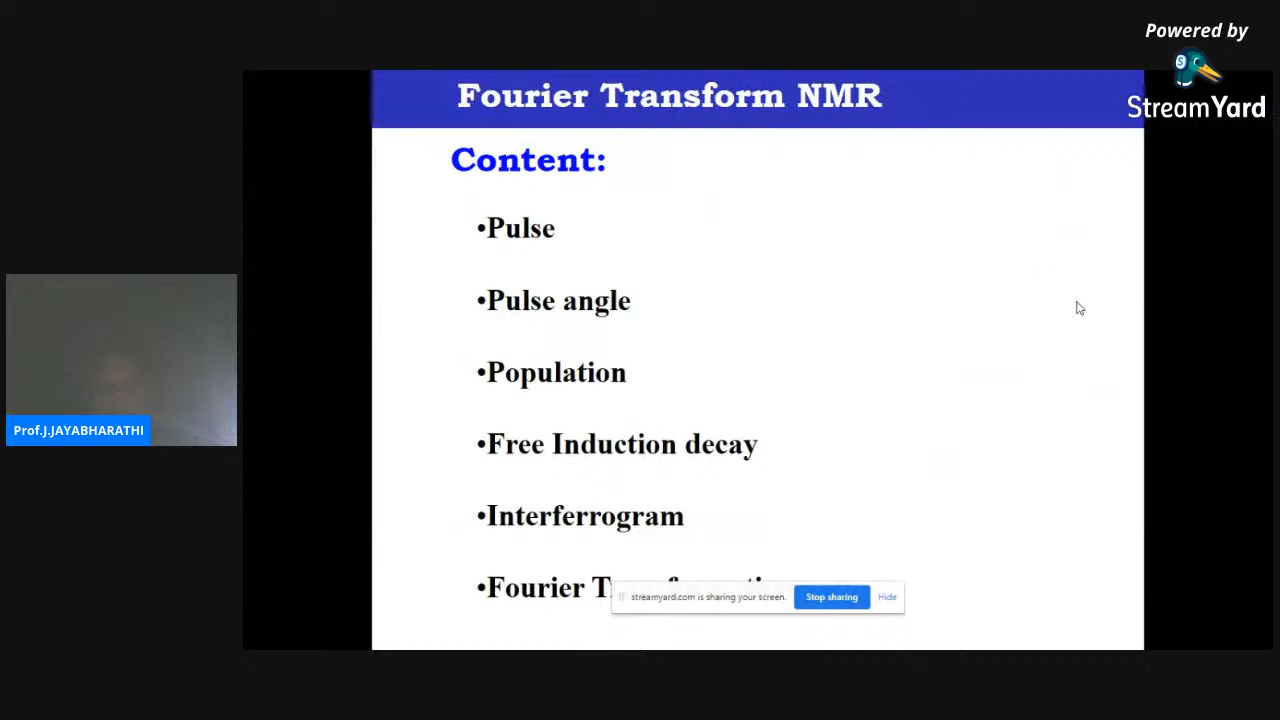 Powered by
StreamYard
Fourier Transform NMR
Content:
•Pulse
•Pulse angle
•Population
•Free Induction decay
•Interferrogram
•Fourier
streamyard.com is sharing your screen.
Stop sharing
Hide
Prof.J.JAYABHARATHI